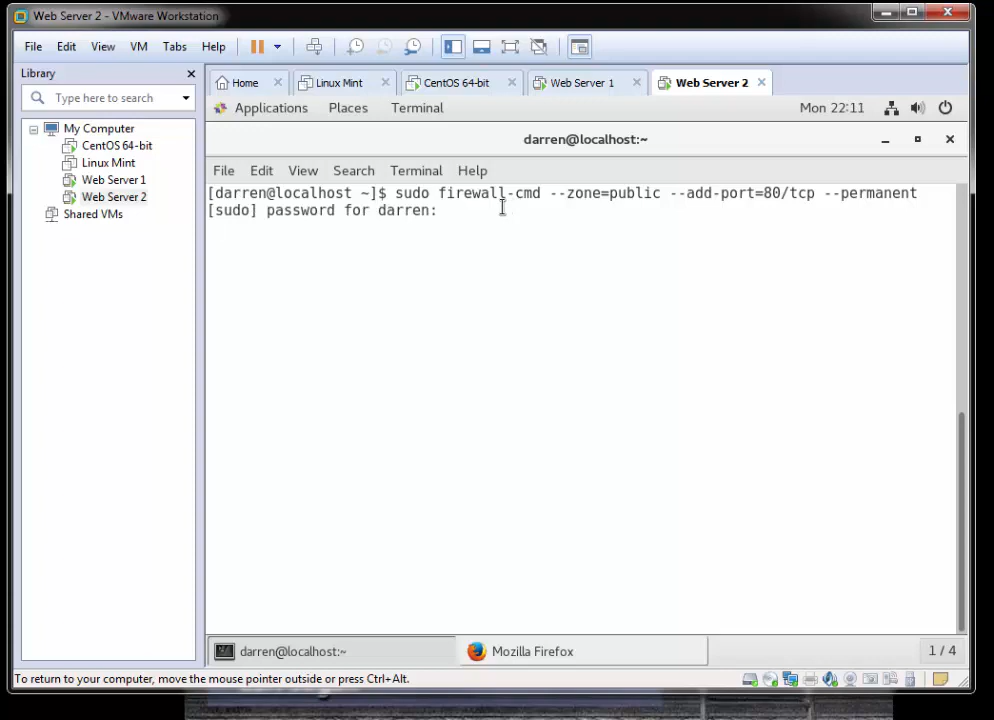 Web Server 2 - VMware Workstation
File Edit View VM Tabs Help
Library
Type here to search
My Computer
CentOS 64-bit
Linux Mint
Web Server 1
Web Server 2
Shared VMs
Home Linux Mint CentOS 64-bit Web Server 1 Web Server 2
Applications Places Terminal Mon 22:11
darren@localhost:~
File Edit View Search Terminal Help
[darren@localhost ~]$ sudo firewall-cmd --zone=public --add-port=80/tcp --permanent
[sudo] password for darren:
darren@localhost:~ Mozilla Firefox 1 / 4
To return to your computer, move the mouse pointer outside or press Ctrl+Alt.